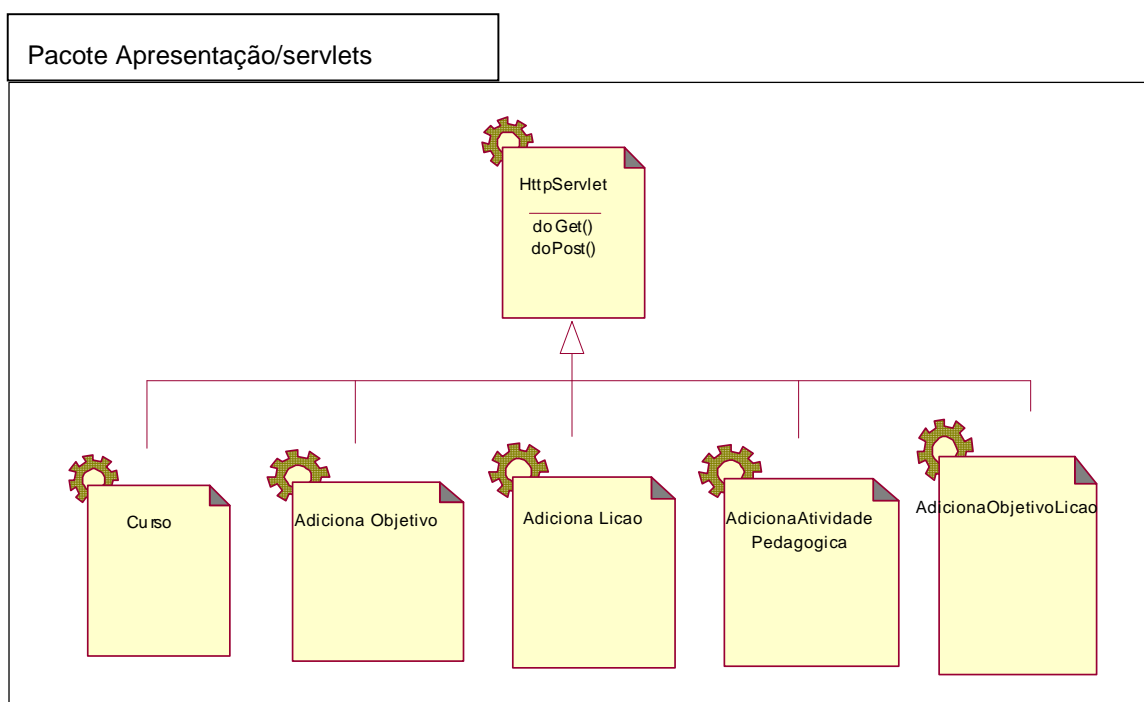 Pacote Apresentação/servlets
HttpServlet
doGet()
doPost()
Curso
Adiciona Objetivo
Adiciona Licao
AdicionaAtividade
Pedagogica
AdicionaObjetivoLicao